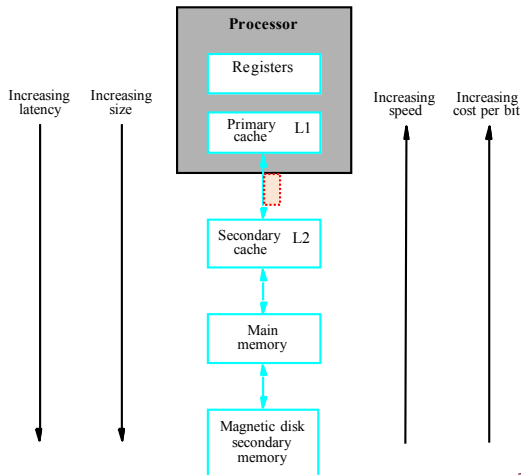 Processor
Registers
Primary L1
cache
Secondary L2
cache
Main
memory
Magnetic disk
secondary
memory
Increasing
latency
Increasing
size
Increasing
speed
Increasing
cost per bit